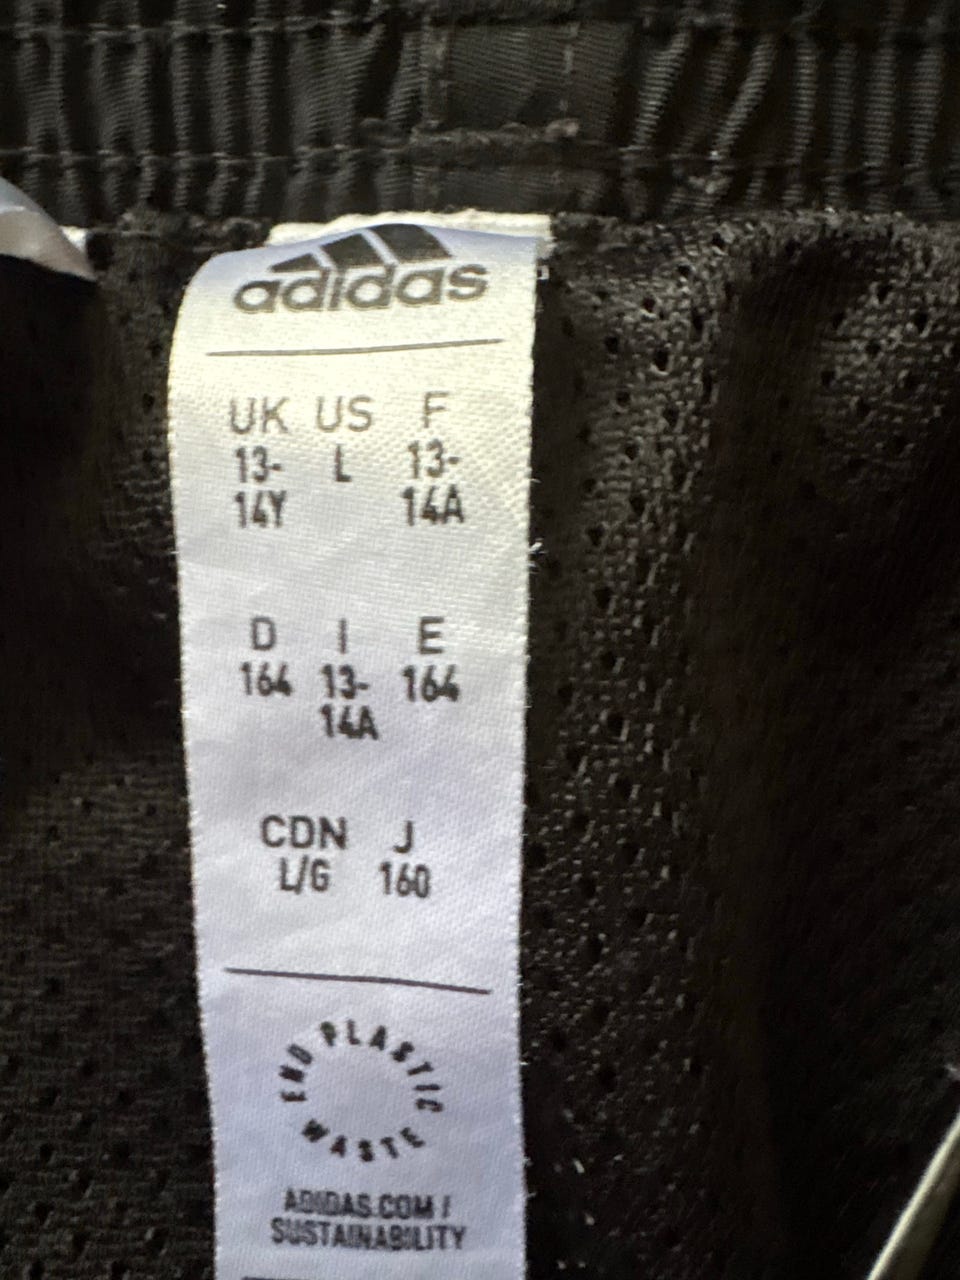 adidas
UK US F
13- L 13-
14Y 14A
D I E
164 13- 164
14A
CDN J
L/G 160
END PLASTIC WASTE
ADIDAS.COM /
SUSTAINABILITY